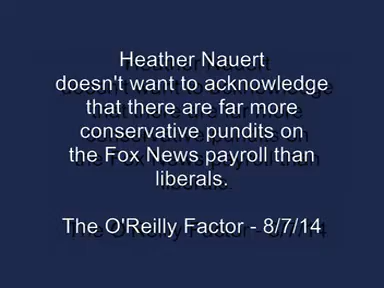 Heather Nauert
doesn't want to acknowledge
that there are far more
conservative pundits on
the Fox News payroll than
liberals.
The O'Reilly Factor - 8/7/14